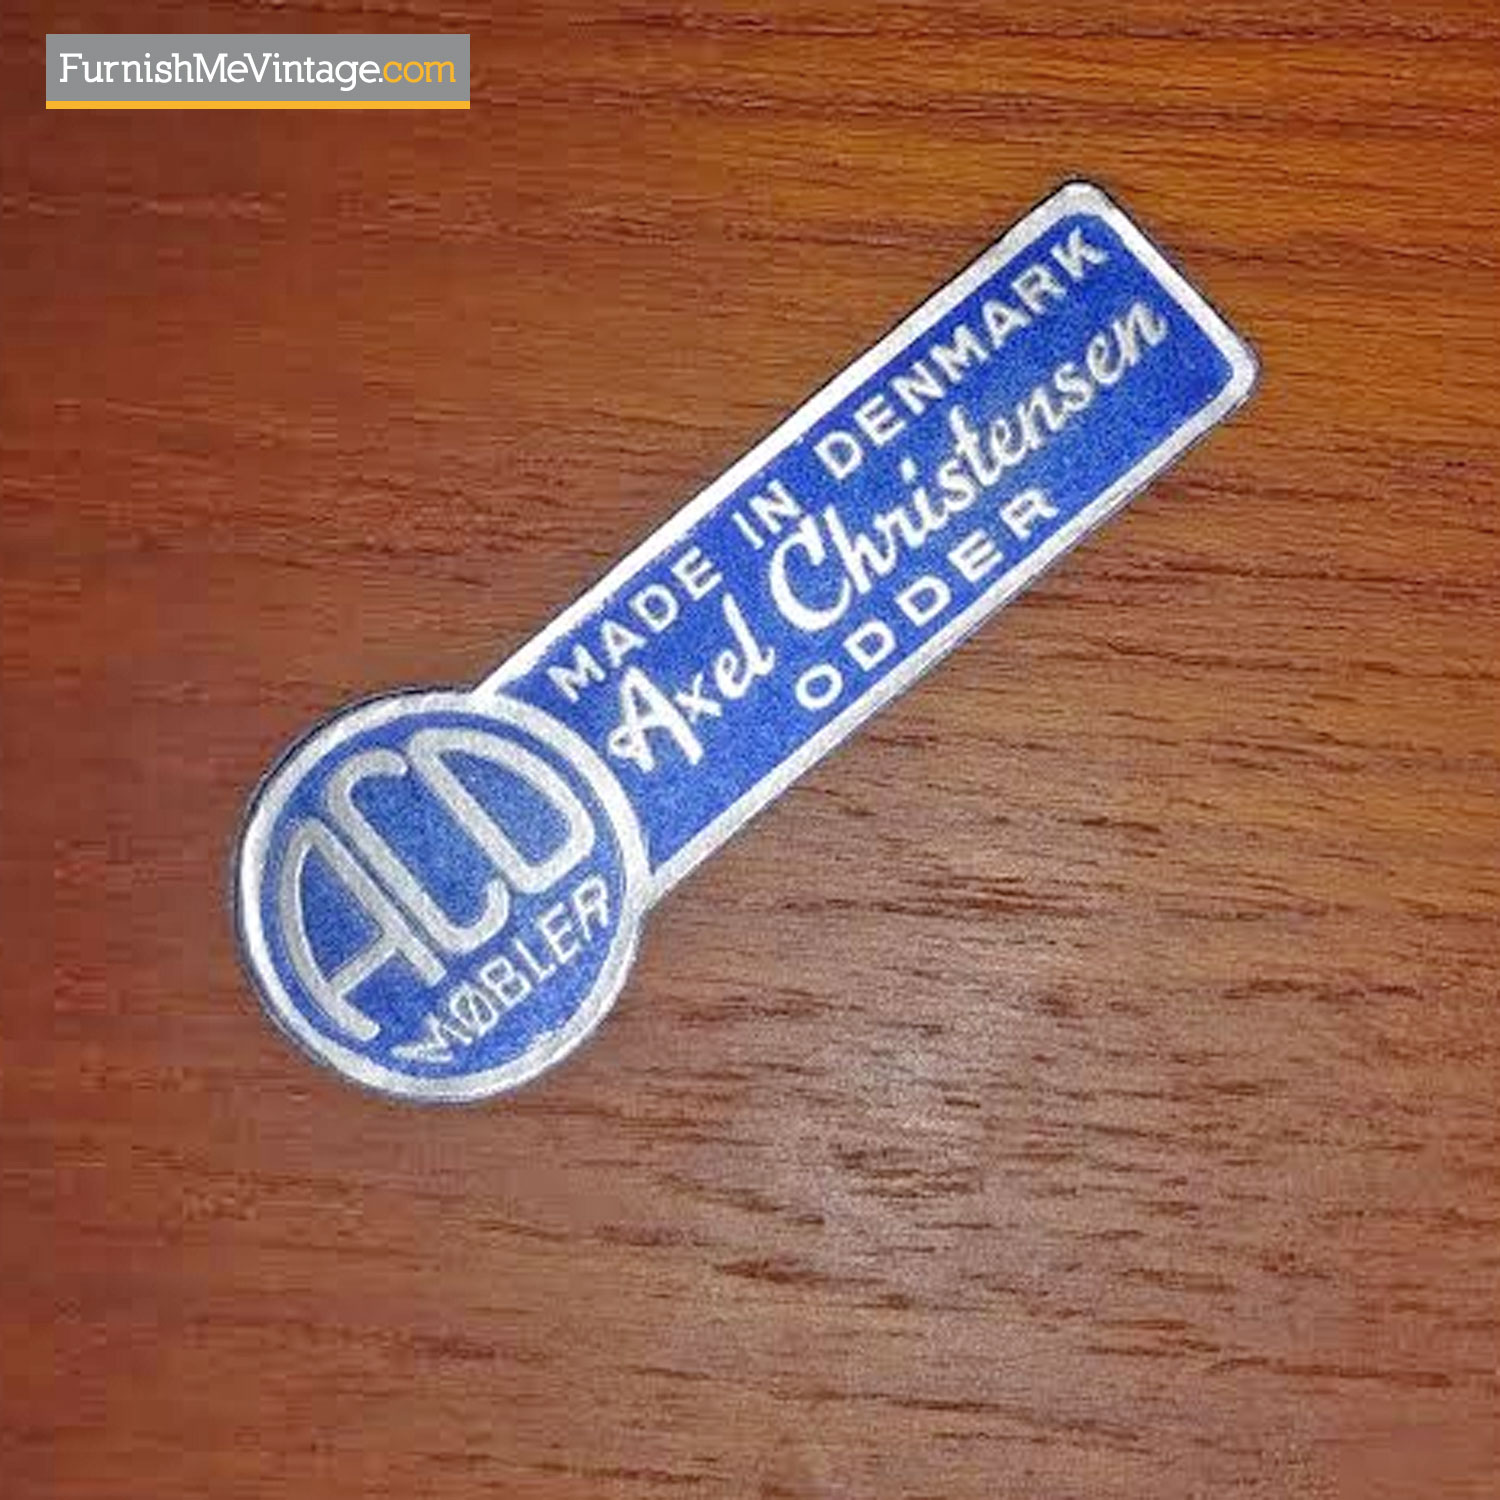 FurnishMeVintage.com
MADE IN DENMARK
Axel Christensen
ODDER
ACO
MØBLER